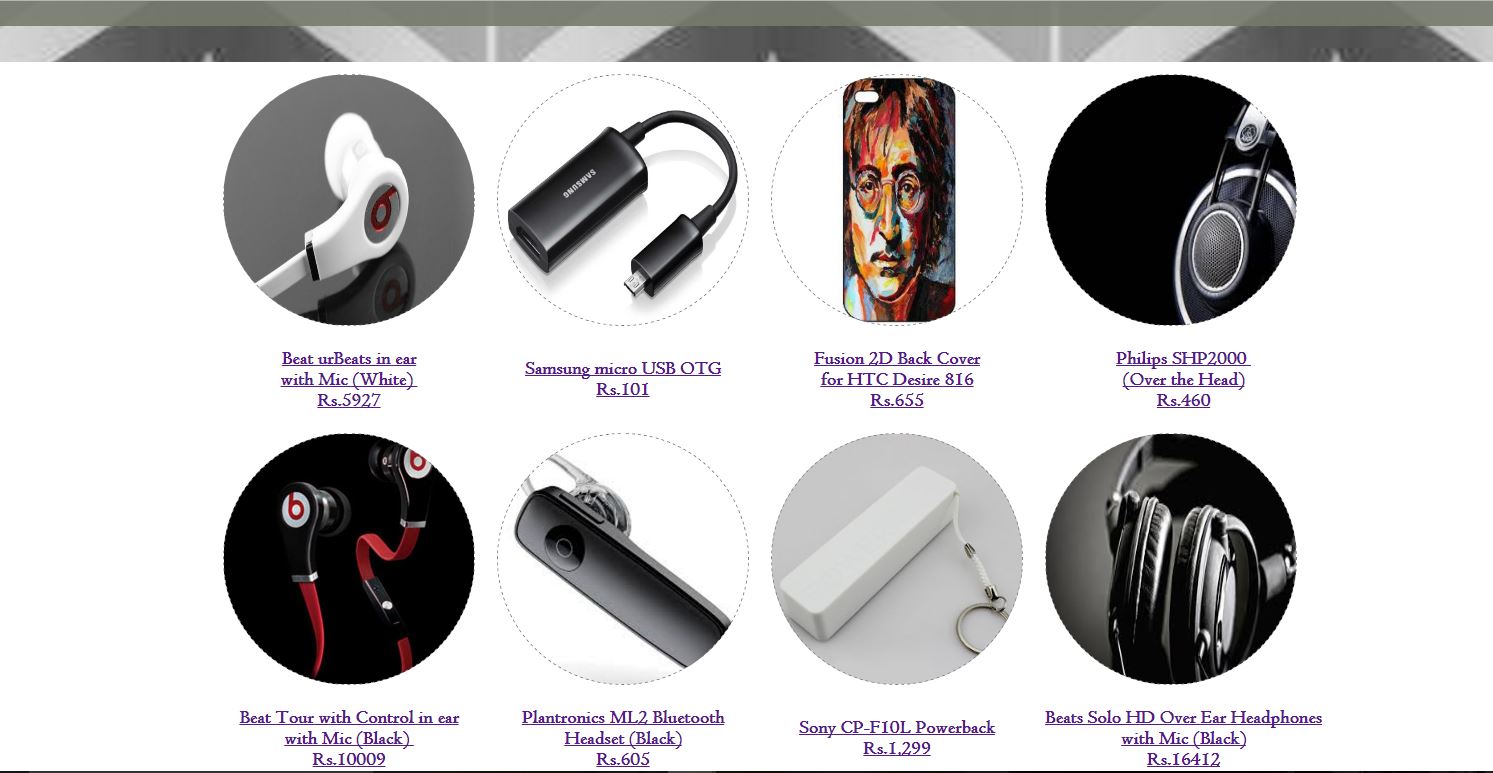 SAMSUNG
Beat urBeats in ear
with Mic (White)
Rs.5927
Samsung micro USB OTG
Rs.101
Fusion 2D Back Cover
for HTC Desire 816
Rs.655
Philips SHP2000
(Over the Head)
Rs.460
b
b
Beat Tour with Control in ear
with Mic (Black)
Rs.10009
Plantronics ML2 Bluetooth
Headset (Black)
Rs.605
Sony CP-F10L Powerback
Rs.1,299
Beats Solo HD Over Ear Headphones
with Mic (Black)
Rs.16412